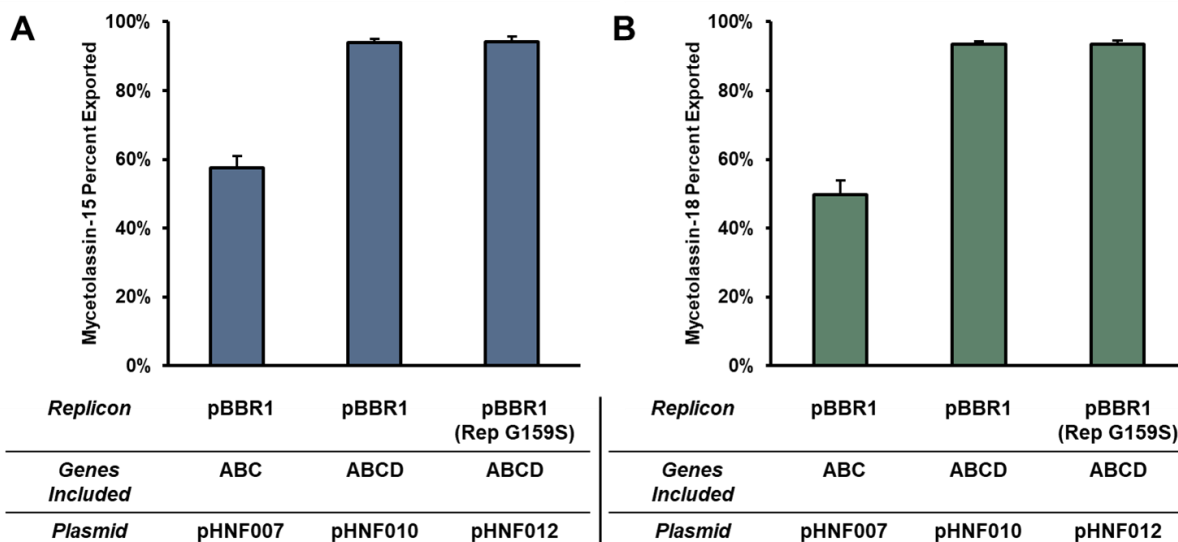 A
Mycetolassin-15 Percent Exported
100%
80%
60%
40%
20%
0%
Replicon pBBR1 pBBR1 pBBR1
(Rep G159S)
Genes ABC ABCD ABCD
Included
Plasmid pHNF007 pHNF010 pHNF012
B
Mycetolassin-18 Percent Exported
100%
80%
60%
40%
20%
0%
Replicon pBBR1 pBBR1 pBBR1
(Rep G159S)
Genes ABC ABCD ABCD
Included
Plasmid pHNF007 pHNF010 pHNF012